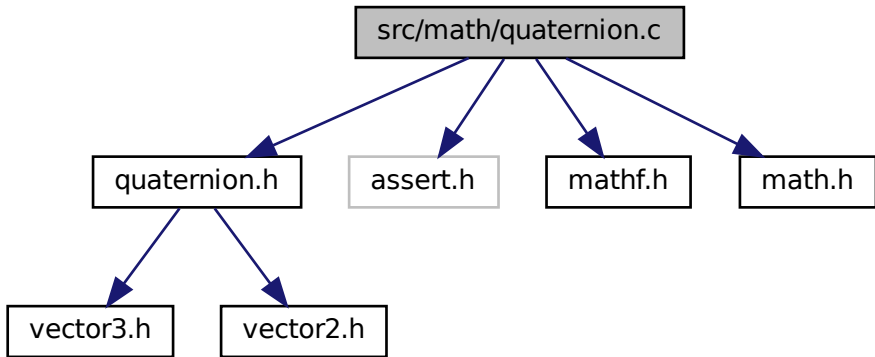 src/math/quaternion.c
quaternion.h
assert.h
mathf.h
math.h
vector3.h
vector2.h